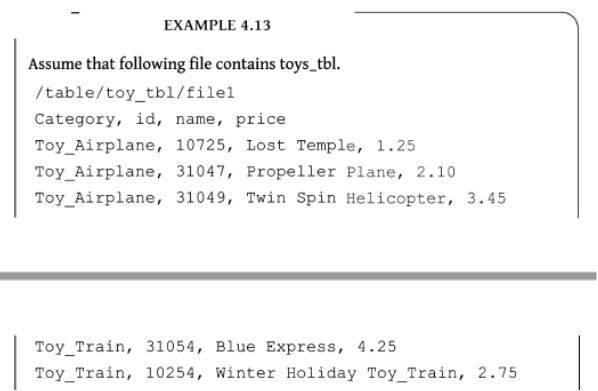 EXAMPLE 4.13
Assume that following file contains toys_tbl.
/table/toy_tbl/file1
Category, id, name, price
Toy_Airplane, 10725, Lost Temple, 1.25
Toy_Airplane, 31047, Propeller Plane, 2.10
Toy_Airplane, 31049, Twin Spin Helicopter, 3.45
Toy_Train, 31054, Blue Express, 4.25
Toy_Train, 10254, Winter Holiday Toy_Train, 2.75